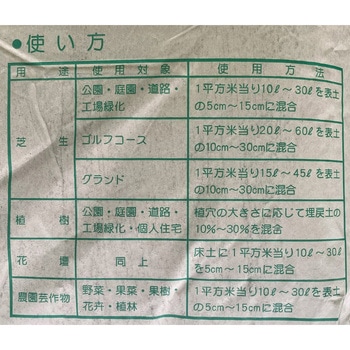 ●使い方
用途 使用対象 使用方法
芝生
公園・庭園・道路・
工場緑化
1平方米当り10ℓ～30ℓを表土
の5cm～15cmに混合
ゴルフコース
1平方米当り20ℓ～60ℓを表土
の10cm～30cmに混合
グランド
1平方米当り15ℓ～45ℓを表土
の10cm～30cmに混合
植樹
公園・庭園・道路・
工場緑化・個人住宅
植穴の大きさに応じて埋戻土の
10%～30%を混合
花壇
同上
床土に1平方米当り10ℓ～30ℓ
を5cm～15cmに混合
農園芸作物
野菜・果菜・果樹・
花卉・植林
1平方米当り10ℓ～30ℓを表土
の5cm～15cmに混合